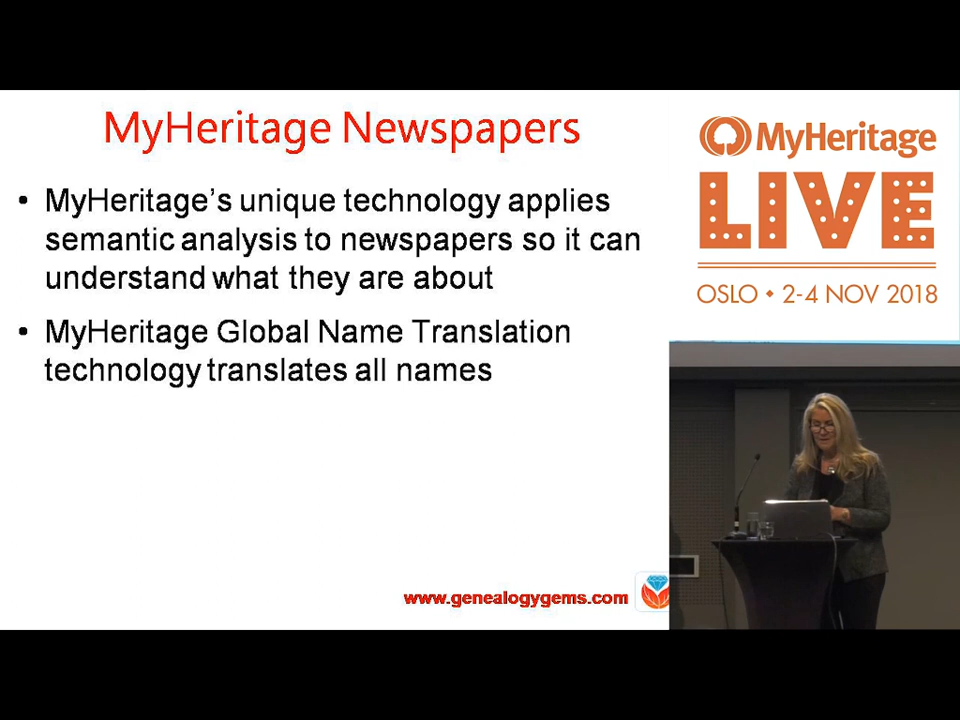 MyHeritage Newspapers
• MyHeritage's unique technology applies
semantic analysis to newspapers so it can
understand what they are about
• MyHeritage Global Name Translation
technology translates all names
www.genealogygems.com
MyHeritage
LIVE
OSLO • 2-4 NOV 2018